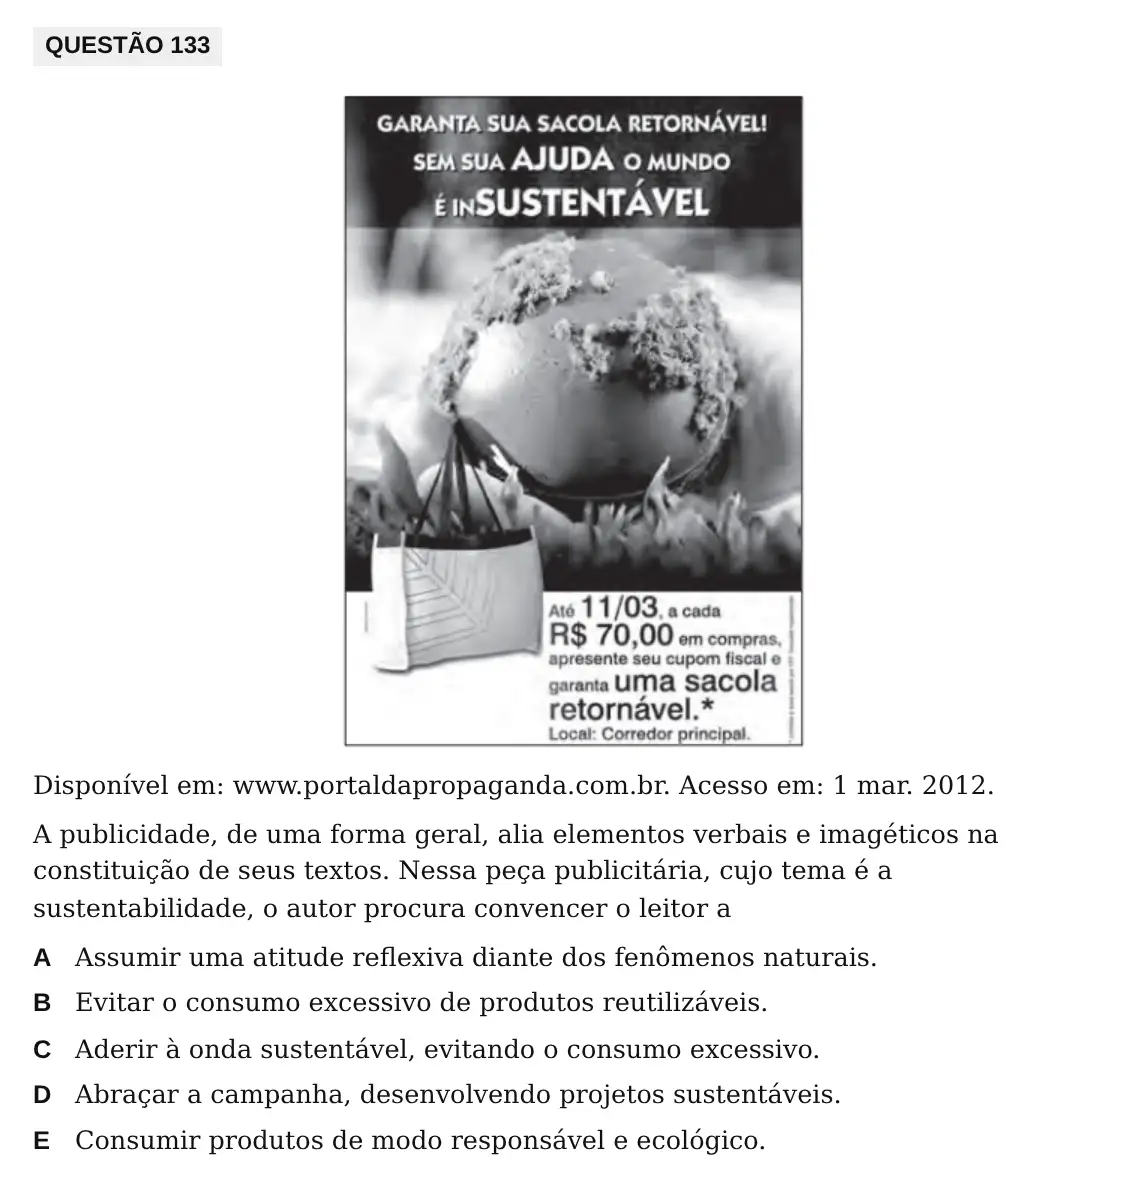 QUESTÃO 133
GARANTA SUA SACOLA RETORNÁVEL!
SEM SUA AJUDA O MUNDO
É INSUSTENTÁVEL
Até 11/03, a cada
R$ 70,00 em compras,
apresente seu cupom fiscal e
garanta uma sacola
retornável.*
Local: Corredor principal.
Disponível em: www.portaldapropaganda.com.br. Acesso em: 1 mar. 2012.
A publicidade, de uma forma geral, alia elementos verbais e imagéticos na
constituição de seus textos. Nessa peça publicitária, cujo tema é a
sustentabilidade, o autor procura convencer o leitor a
A Assumir uma atitude reflexiva diante dos fenômenos naturais.
B Evitar o consumo excessivo de produtos reutilizáveis.
C Aderir à onda sustentável, evitando o consumo excessivo.
D Abraçar a campanha, desenvolvendo projetos sustentáveis.
E Consumir produtos de modo responsável e ecológico.